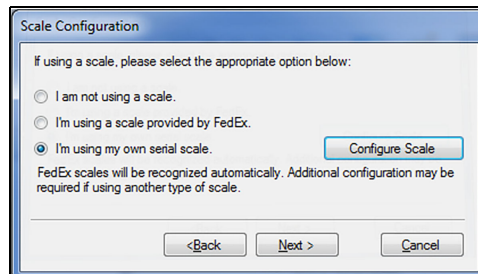 Scale Configuration
If using a scale, please select the appropriate option below:
I am not using a scale.
I'm using a scale provided by FedEx.
I'm using my own serial scale.
Configure Scale
FedEx scales will be recognized automatically. Additional configuration may be
required if using another type of scale.
<Back
Next >
Cancel